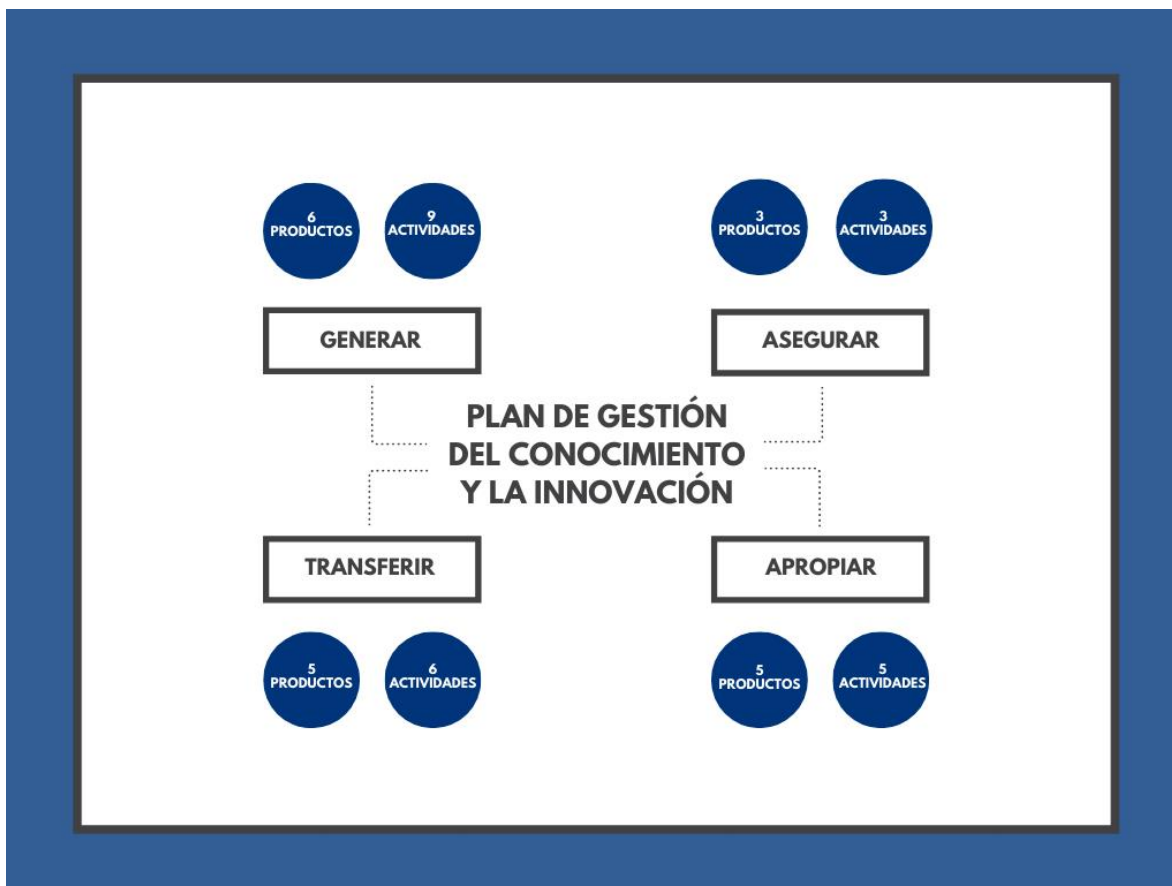 6
PRODUCTOS
9
ACTIVIDADES
3
PRODUCTOS
3
ACTIVIDADES
GENERAR
ASEGURAR
PLAN DE GESTIÓN
DEL CONOCIMIENTO
Y LA INNOVACIÓN
TRANSFERIR
APROPIAR
5
PRODUCTOS
6
ACTIVIDADES
5
PRODUCTOS
5
ACTIVIDADES